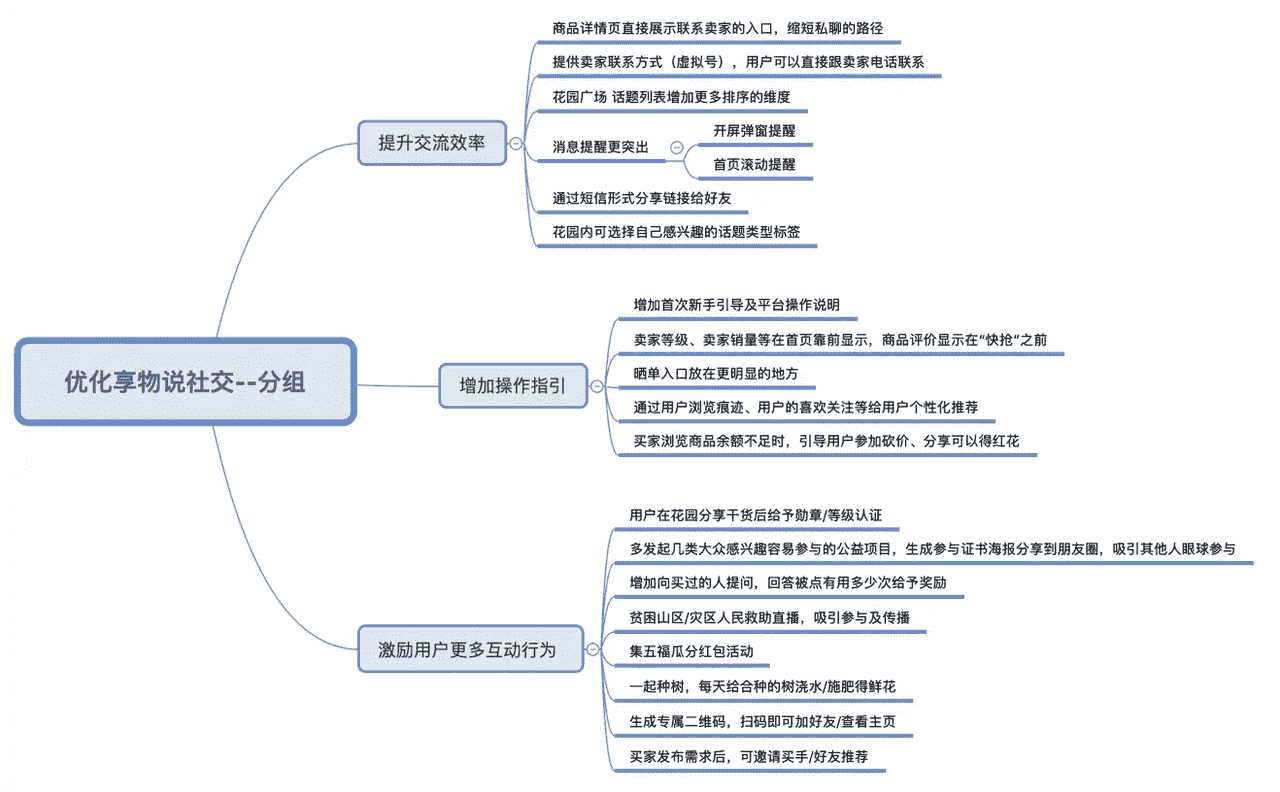 优化享物说社交--分组
提升交流效率
商品详情页直接展示联系卖家的入口，缩短私聊的路径
提供卖家联系方式（虚拟号），用户可以直接跟卖家电话联系
花园广场 话题列表增加更多排序的维度
消息提醒更突出
开屏弹窗提醒
首页滚动提醒
通过短信形式分享链接给好友
花园内可选择自己感兴趣的话题类型标签
增加操作指引
增加首次新手引导及平台操作说明
卖家等级、卖家销量等在首页靠前显示，商品评价显示在“快抢”之前
晒单入口放在更明显的地方
通过用户浏览痕迹、用户的喜欢关注等给用户个性化推荐
买家浏览商品余额不足时，引导用户参加砍价、分享可以得红花
激励用户更多互动行为
用户在花园分享干货后给予勋章/等级认证
多发起几类大众感兴趣容易参与的公益项目，生成参与证书海报分享到朋友圈，吸引其他人眼球参与
增加向买过的人提问，回答被点有用多少次给予奖励
贫困山区/灾区人民救助直播，吸引参与及传播
集五福瓜分红包活动
一起种树，每天给合种的树浇水/施肥得鲜花
生成专属二维码，扫码即可加好友/查看主页
买家发布需求后，可邀请买手/好友推荐